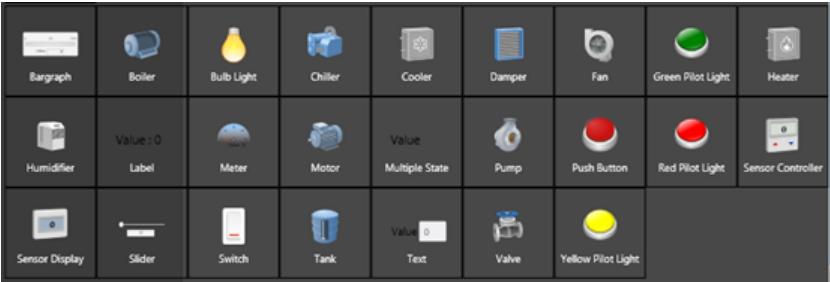 Bargraph Boiler Bulb Light Chiller Cooler Damper Fan Green Pilot Light Heater
Value : 0 Value
Humidifier Label Meter Motor Multiple State Pump Push Button Red Pilot Light Sensor Controller
Value 0
Sensor Display Slider Switch Tank Text Valve Yellow Pilot Light